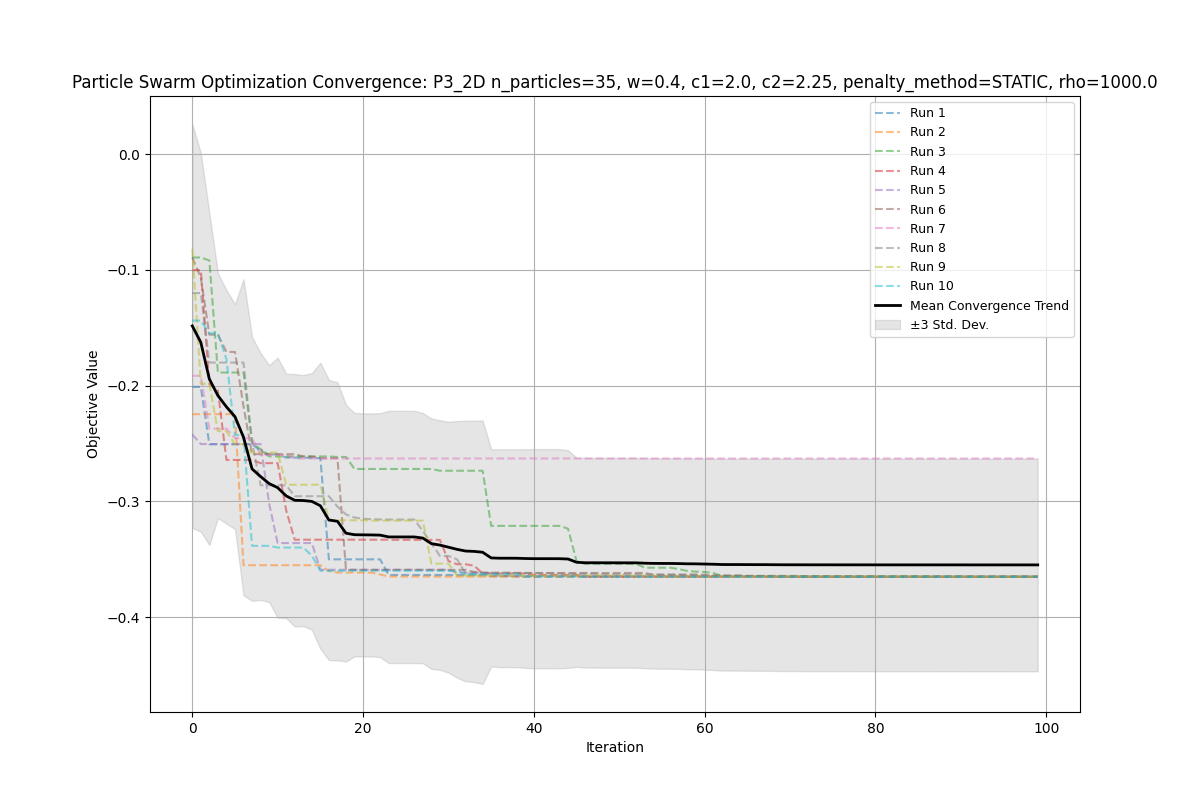 Particle Swarm Optimization Convergence: P3_2D n_particles=35, w=0.4, c1=2.0, c2=2.25, penalty_method=STATIC, rho=1000.0
Objective Value
0.0
−0.1
−0.2
−0.3
−0.4
Run 1
Run 2
Run 3
Run 4
Run 5
Run 6
Run 7
Run 8
Run 9
Run 10
Mean Convergence Trend
±3 Std. Dev.
0 20 40 60 80 100
Iteration